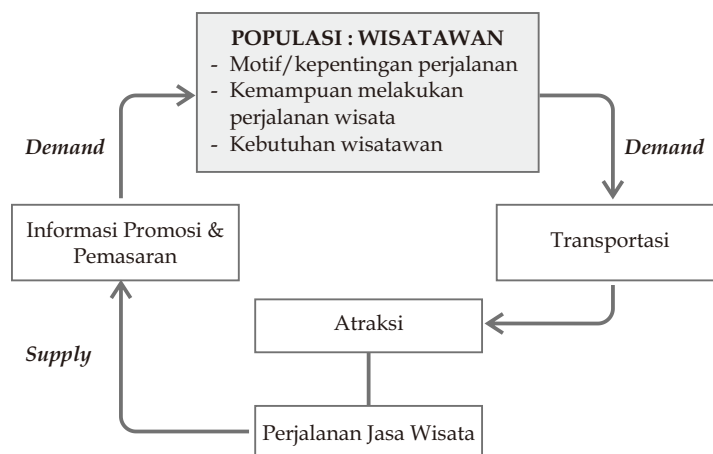 POPULASI : WISATAWAN
- Motif/kepentingan perjalanan
- Kemampuan melakukan
perjalanan wisata
- Kebutuhan wisatawan
Demand
Demand
Informasi Promosi &
Pemasaran
Transportasi
Atraksi
Supply
Perjalanan Jasa Wisata